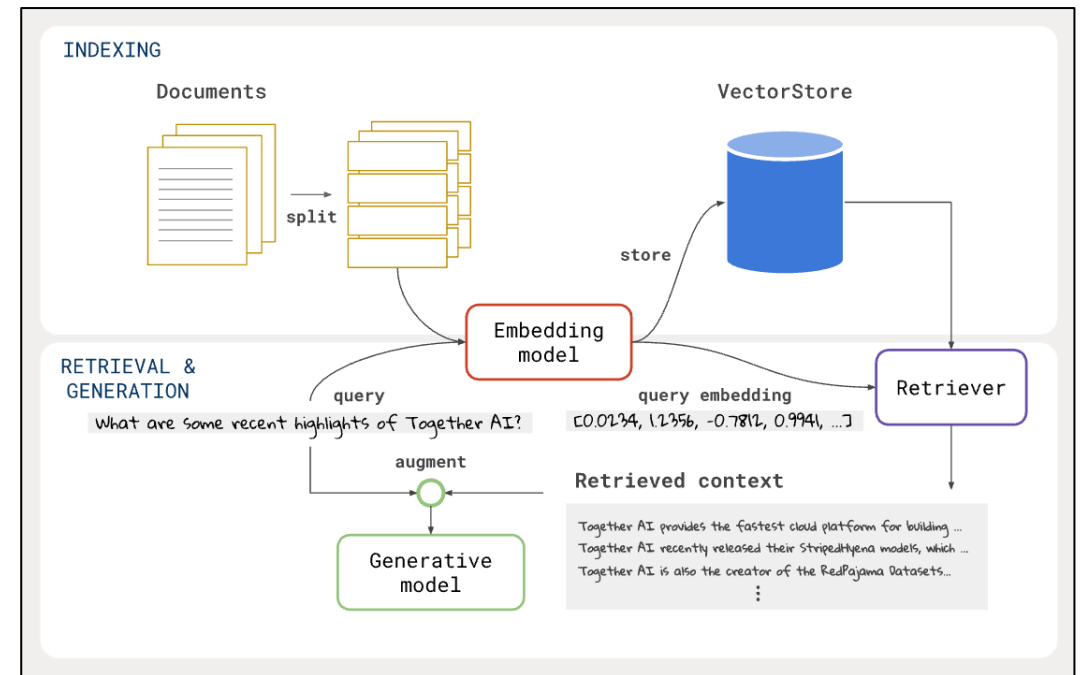 INDEXING
Documents
VectorStore
split
store
Embedding
model
RETRIEVAL &
GENERATION
Retriever
query
query embedding
What are some recent highlights of Together AI?
[0.0234, 1.2356, -0.7812, 0.9941, ...]
augment
Retrieved context
Together AI provides the fastest cloud platform for building ...
Together AI recently released their StripedHyena models, which ...
Together AI is also the creator of the RedPajama Datasets...
Generative
model